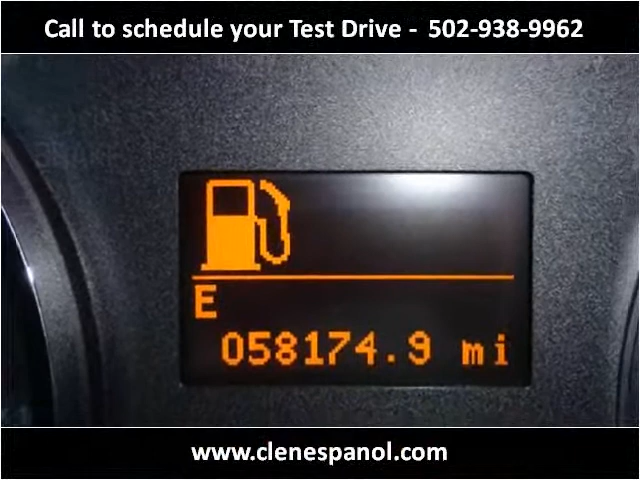 Call to schedule your Test Drive - 502-938-9962
E
058174.9 mi
www.clenespanol.com